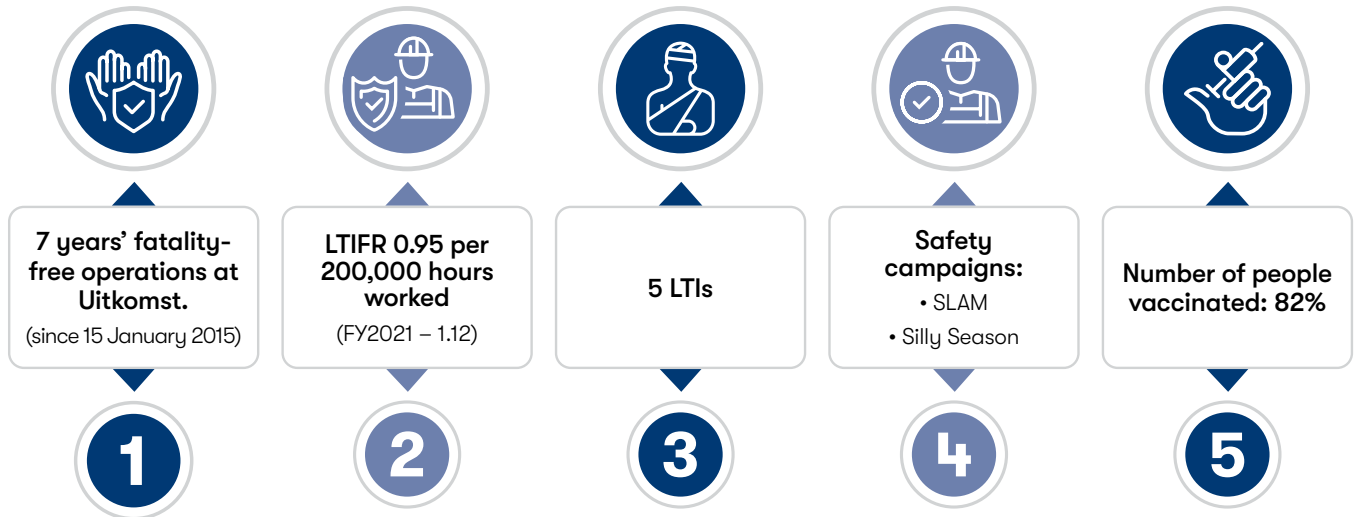 7 years’ fatality-
free operations at
Uitkomst.
(since 15 January 2015)
1
LTIFR 0.95 per
200,000 hours
worked
(FY2021 – 1.12)
2
5 LTIs
3
Safety
campaigns:
• SLAM
• Silly Season
4
Number of people
vaccinated: 82%
5